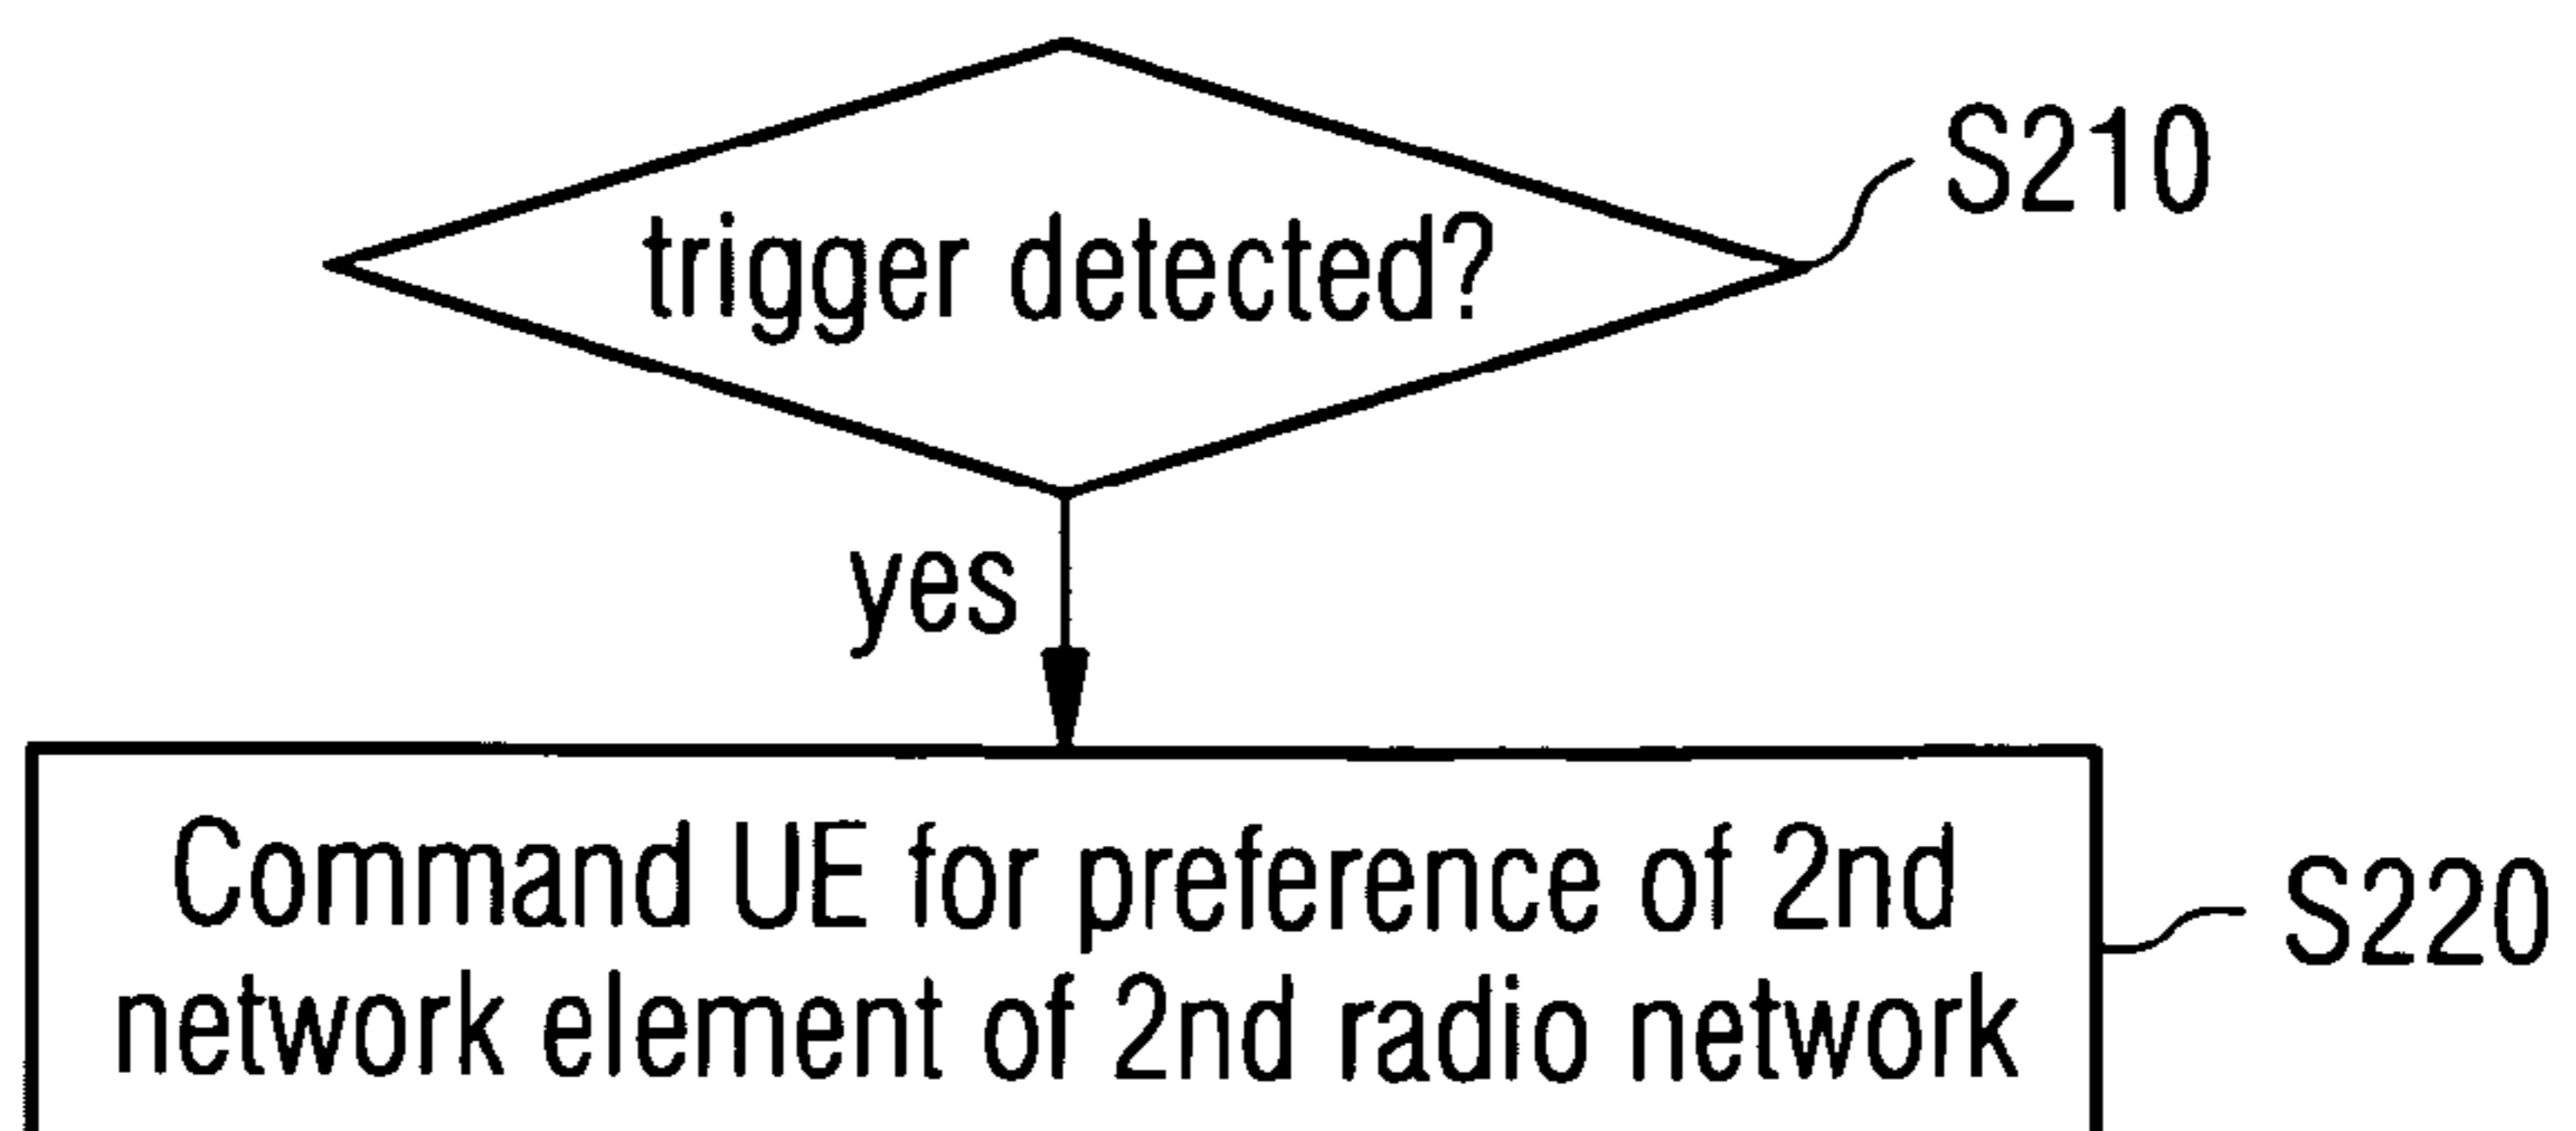 S210
trigger detected?
yes
Command UE for preference of 2nd
network element of 2nd radio network
S220